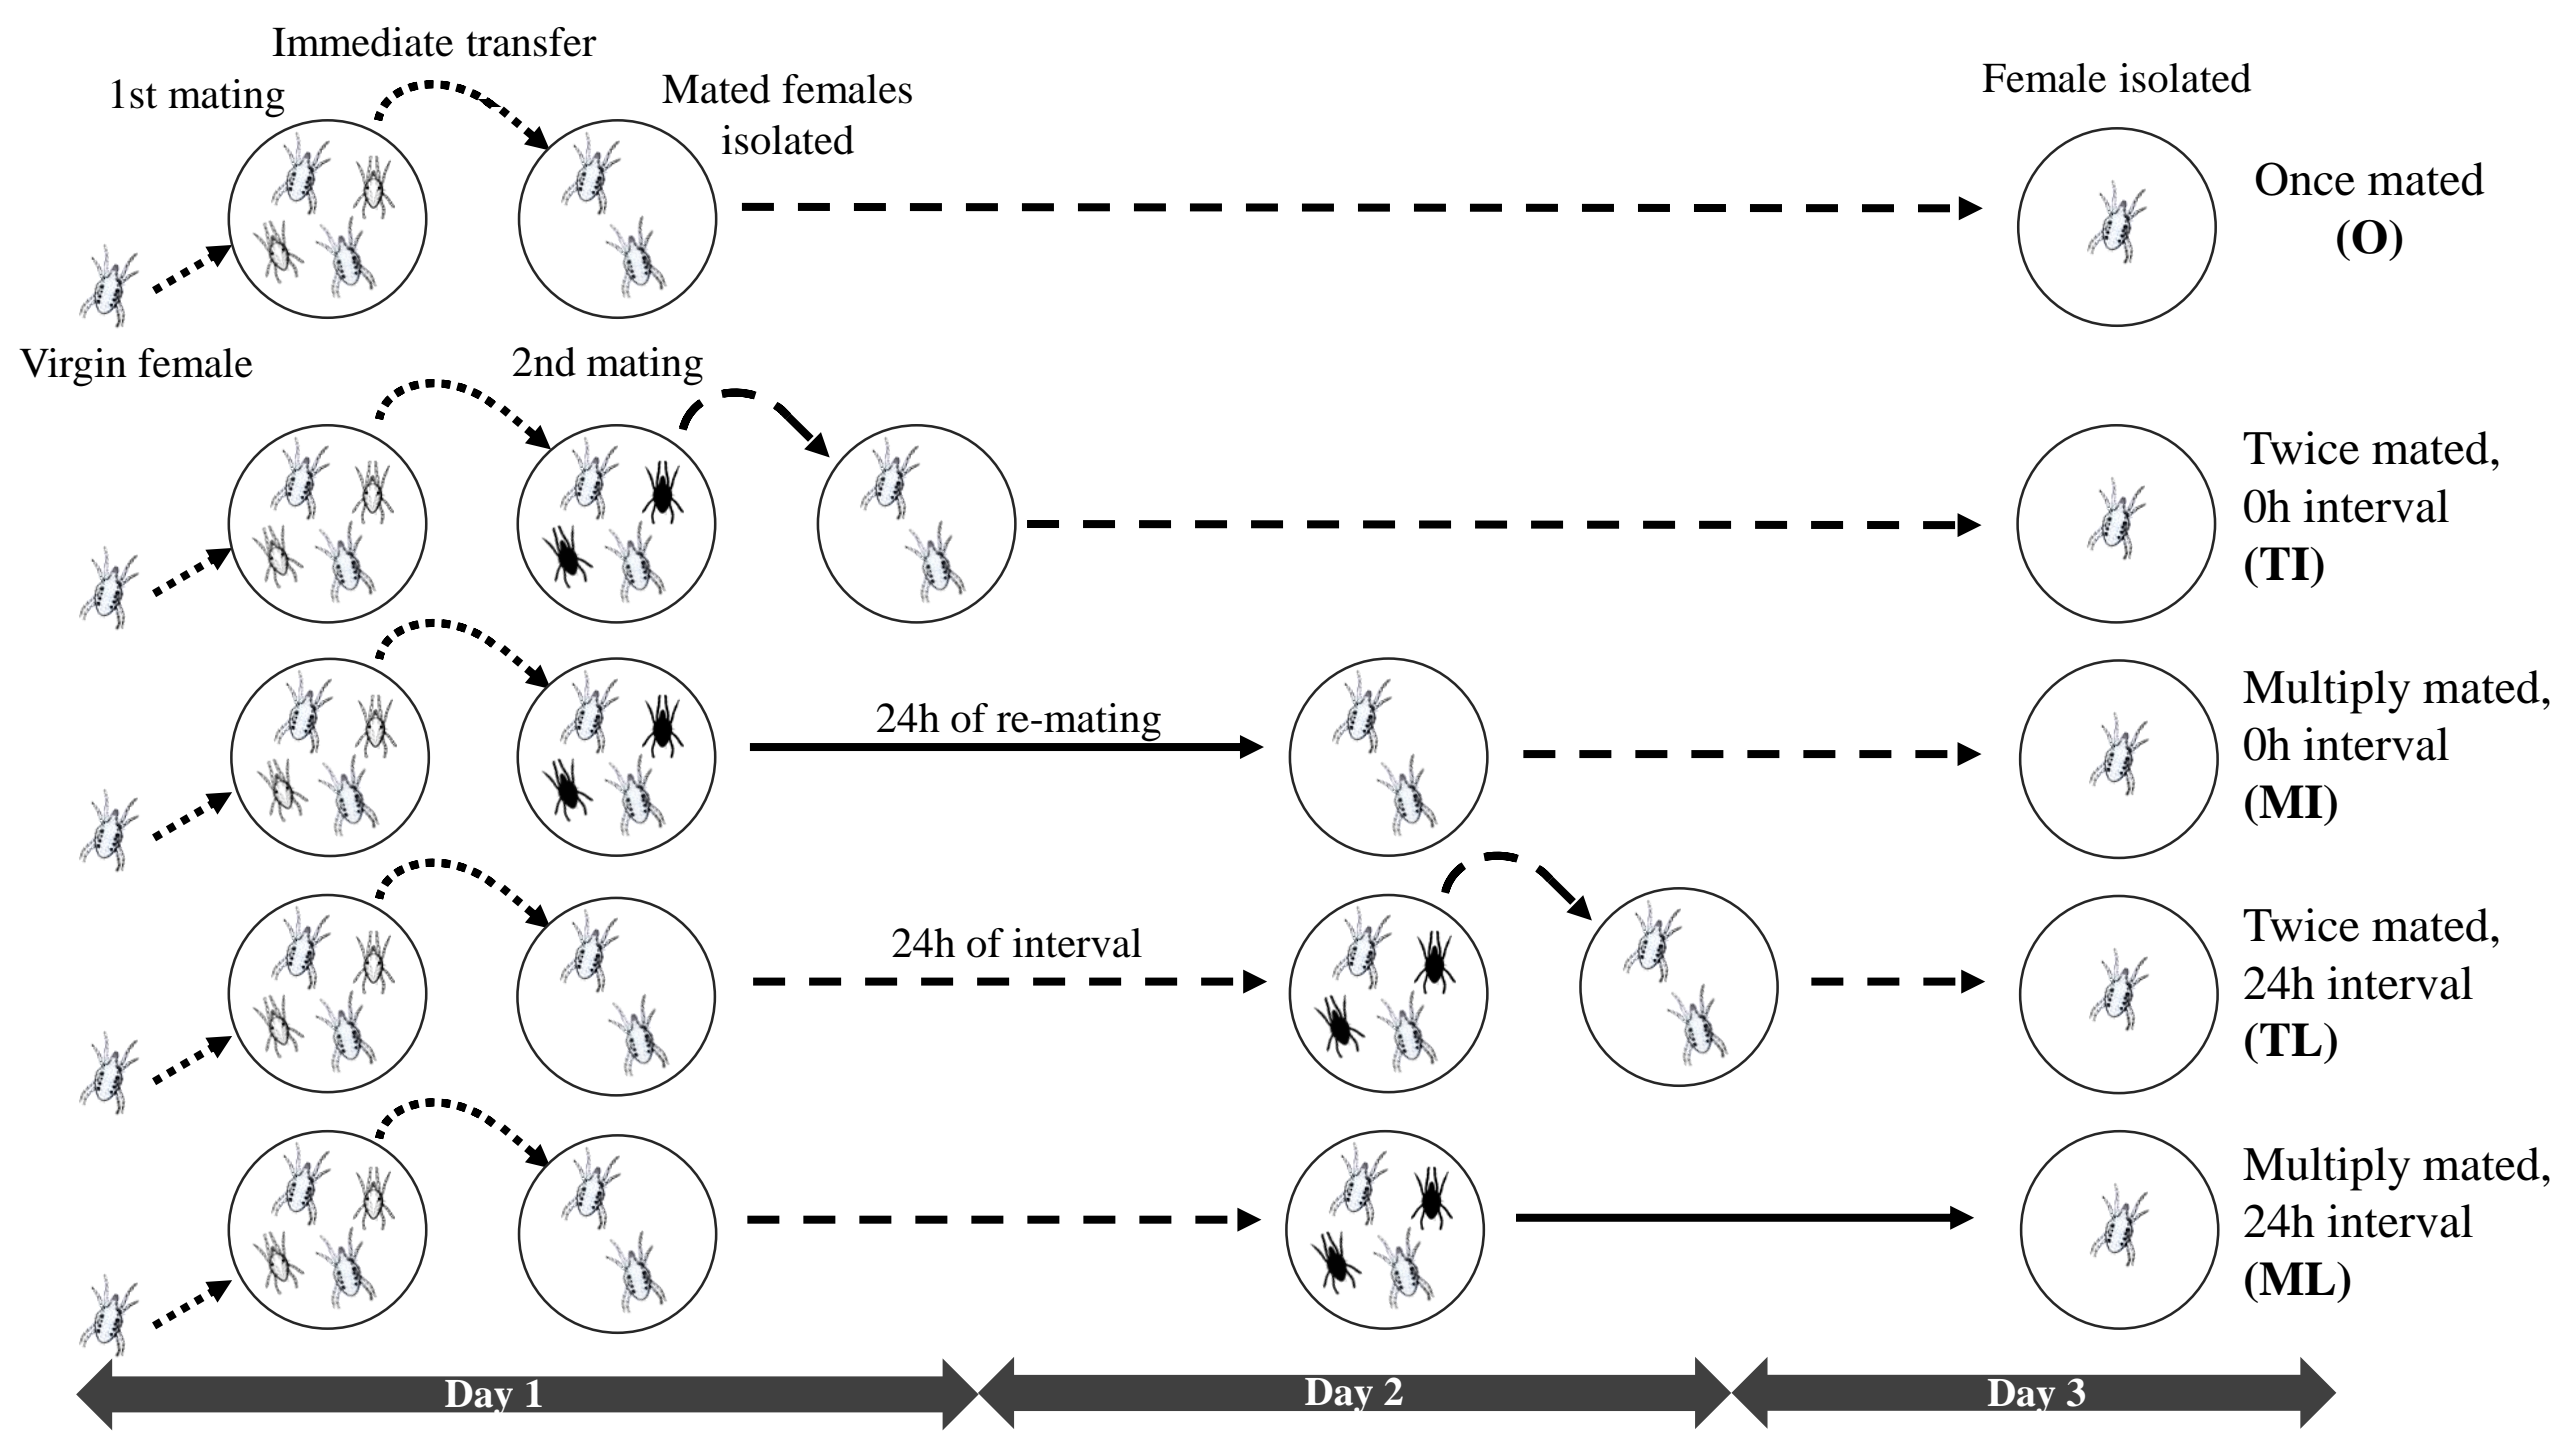 Immediate transfer
1st mating
Mated females
isolated
Female isolated
Once mated
(O)
Virgin female
2nd mating
Twice mated,
0h interval
(TI)
24h of re-mating
Multiply mated,
0h interval
(MI)
24h of interval
Twice mated,
24h interval
(TL)
Multiply mated,
24h interval
(ML)
Day 1
Day 2
Day 3